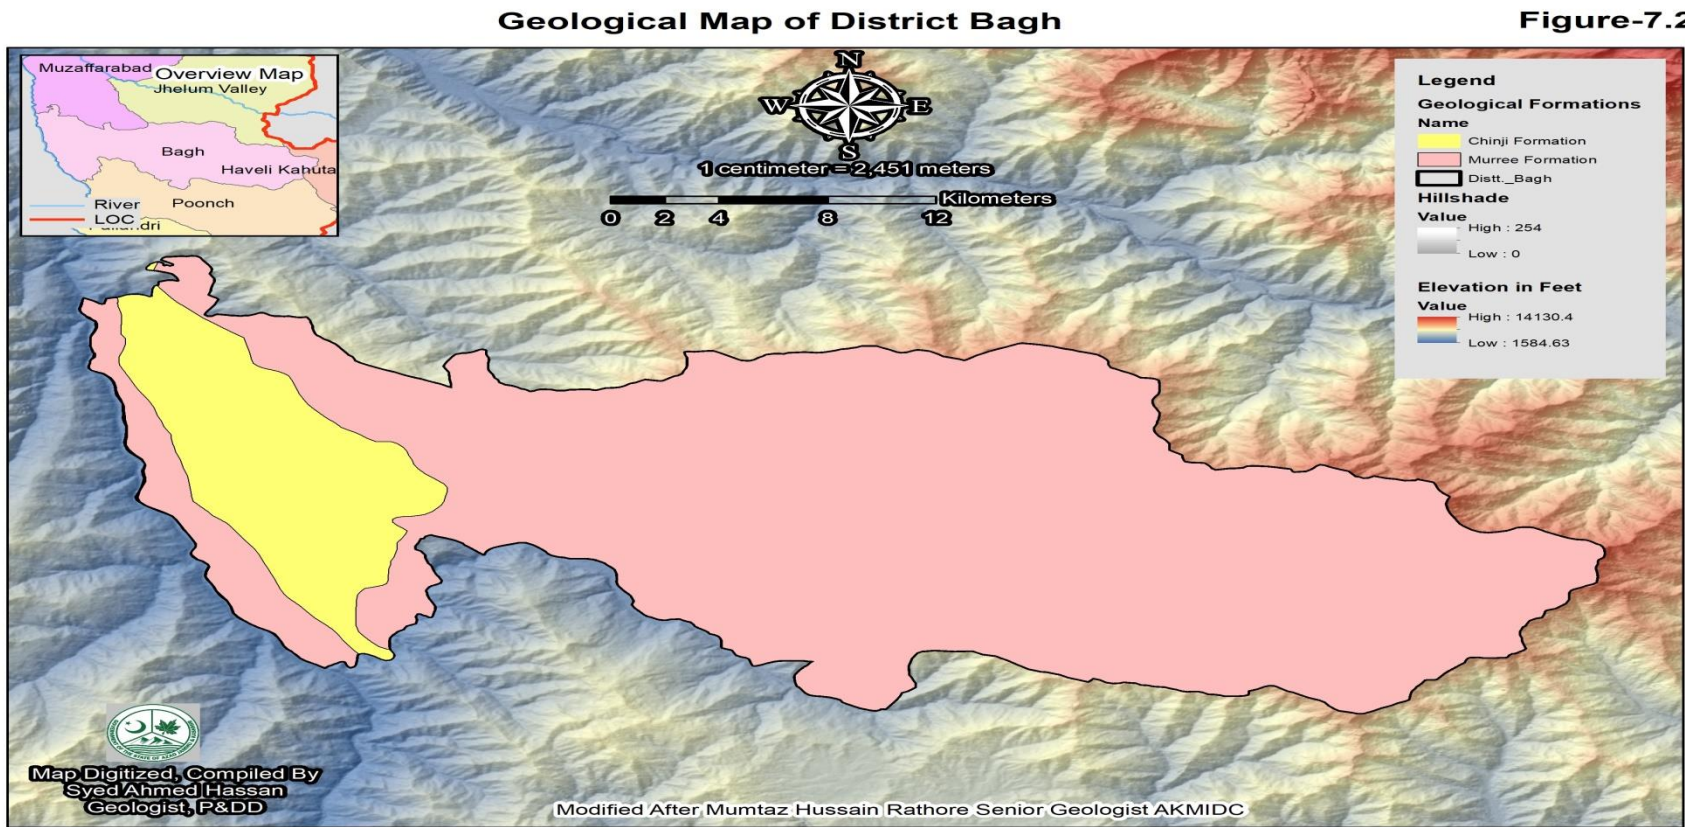 Geological Map of District Bagh
Figure-7.2
Muzaffarabad
Overview Map
Jhelum Valley
Bagh
Haveli Kahuta
Poonch
River
LOC
N
W
E
S
1 centimeter = 2,451 meters
Kilometers
0 2 4 8 12
Legend
Geological Formations
Name
Chinji Formation
Murree Formation
Distt._Bagh
Hillshade
Value
High : 254
Low : 0
Elevation in Feet
Value
High : 14130.4
Low : 1584.63
Map Digitized, Compiled By
Syed Ahmed Hassan
Geologist, P&DD
Modified After Mumtaz Hussain Rathore Senior Geologist AKMIDC